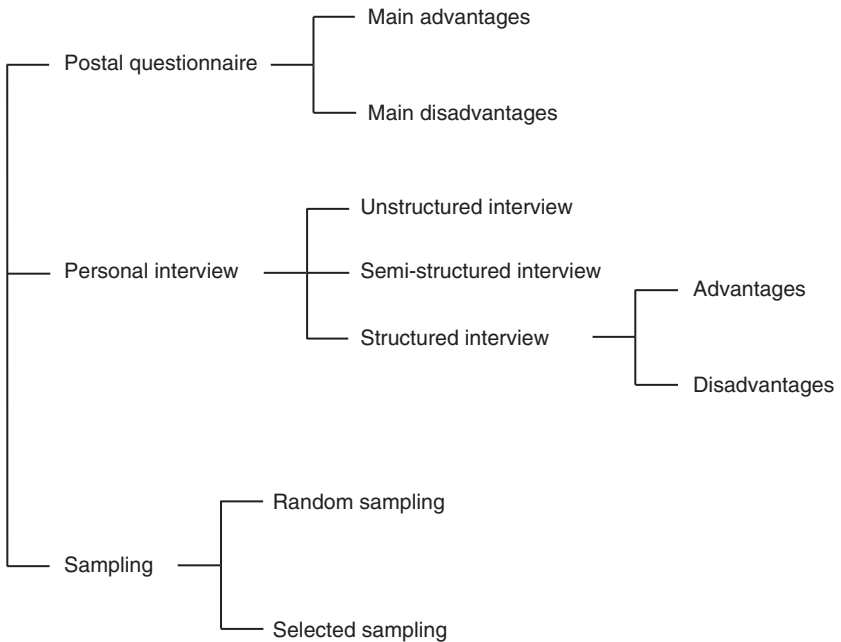 Main advantages
Postal questionnaire
Main disadvantages
Unstructured interview
Personal interview
Semi-structured interview
Advantages
Structured interview
Disadvantages
Random sampling
Sampling
Selected sampling